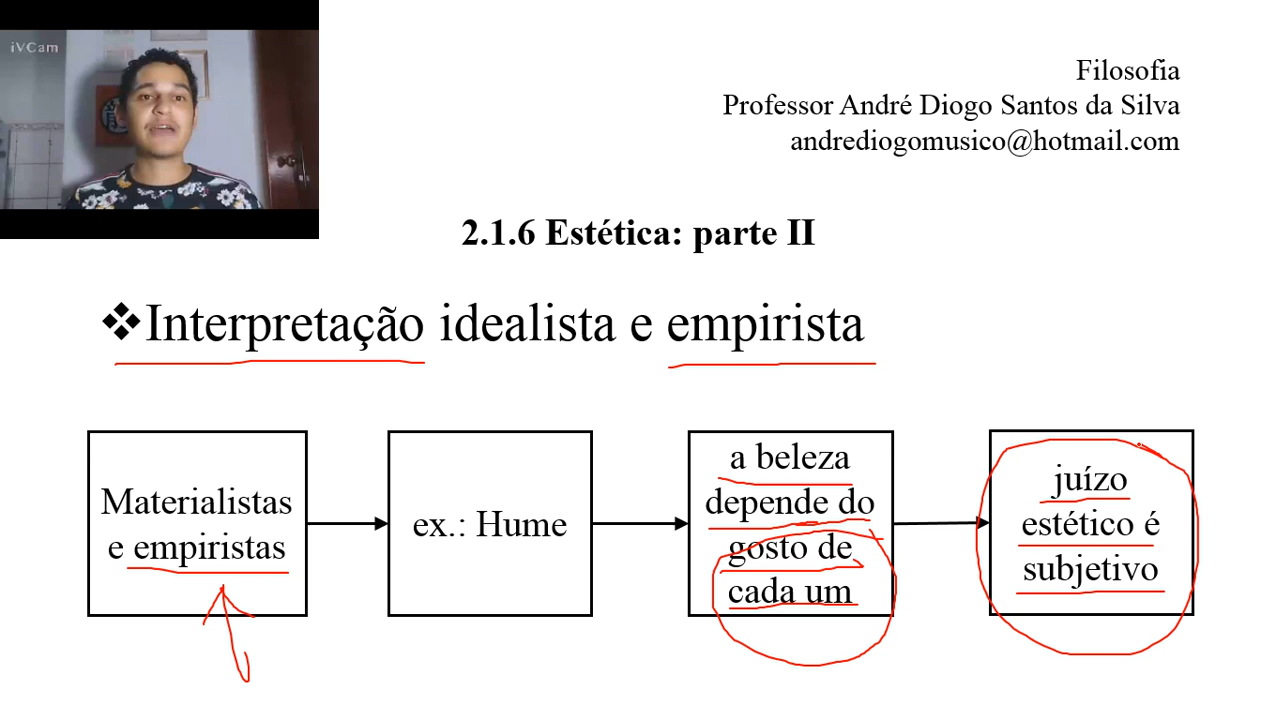 iVCam
Filosofia
Professor André Diogo Santos da Silva
andrediogomusico@hotmail.com
2.1.6 Estética: parte II
❖Interpretação idealista e empirista
Materialistas
e empiristas
ex.: Hume
a beleza
depende do
gosto de
cada um
juízo
estético é
subjetivo